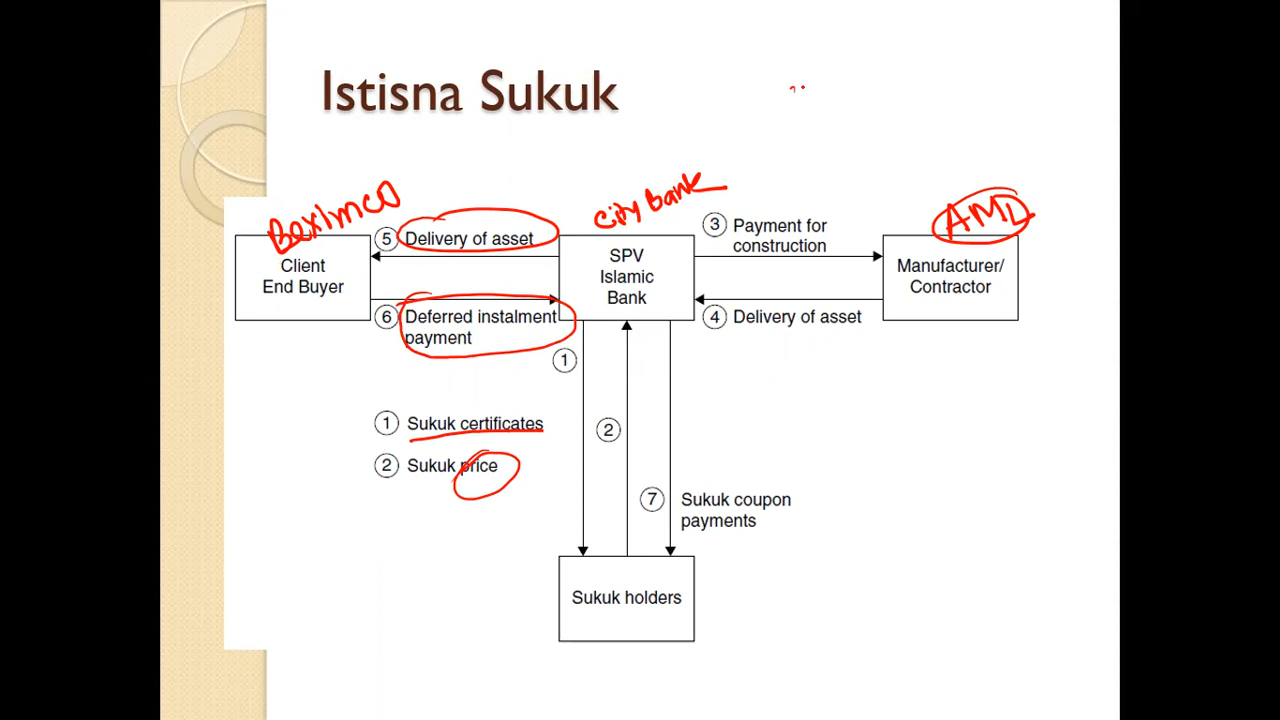 Istisna Sukuk
Beximco
City Bank
AML
5 Delivery of asset
3 Payment for
construction
Client
End Buyer
SPV
Islamic
Bank
Manufacturer/
Contractor
6 Deferred instalment
payment
4 Delivery of asset
1
1 Sukuk certificates
2
2 Sukuk price
7 Sukuk coupon
payments
Sukuk holders